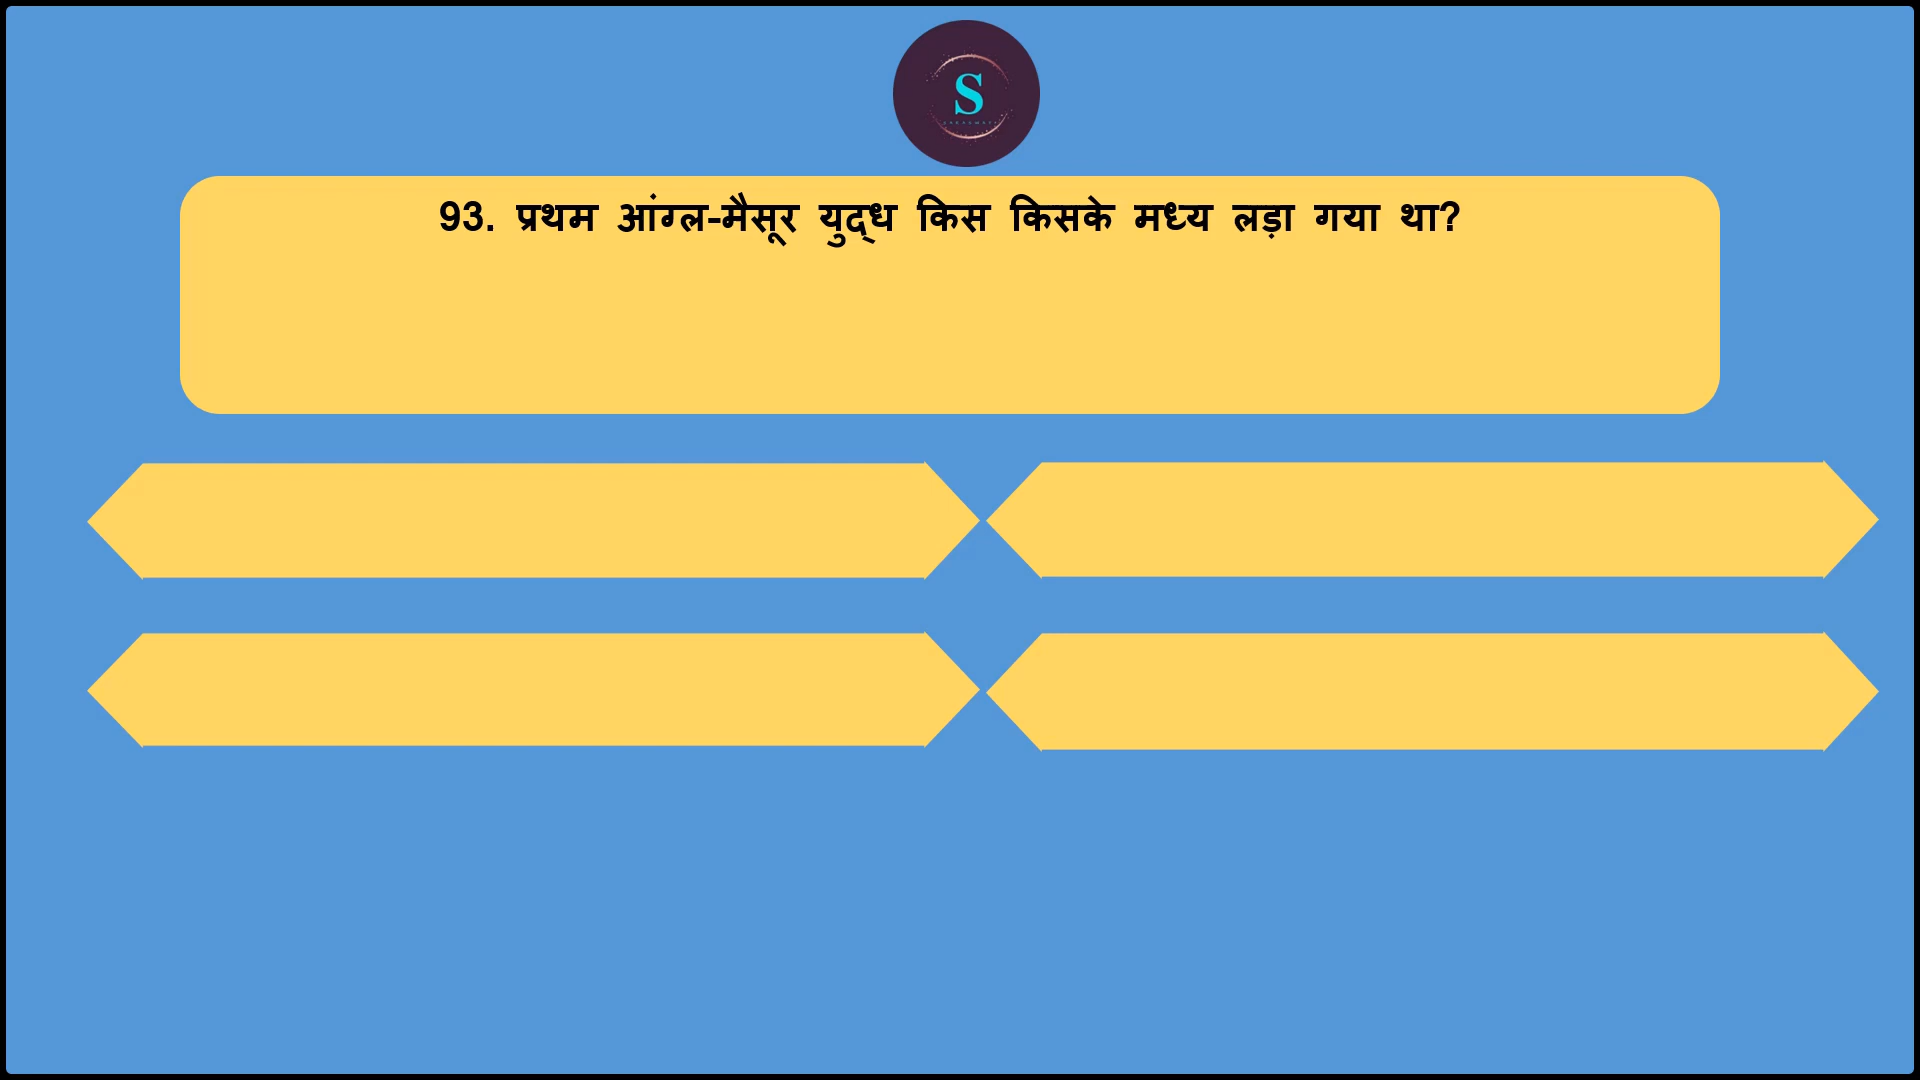 S
93. प्रथम आंग्ल-मैसूर युद्ध किस किसके मध्य लड़ा गया था?